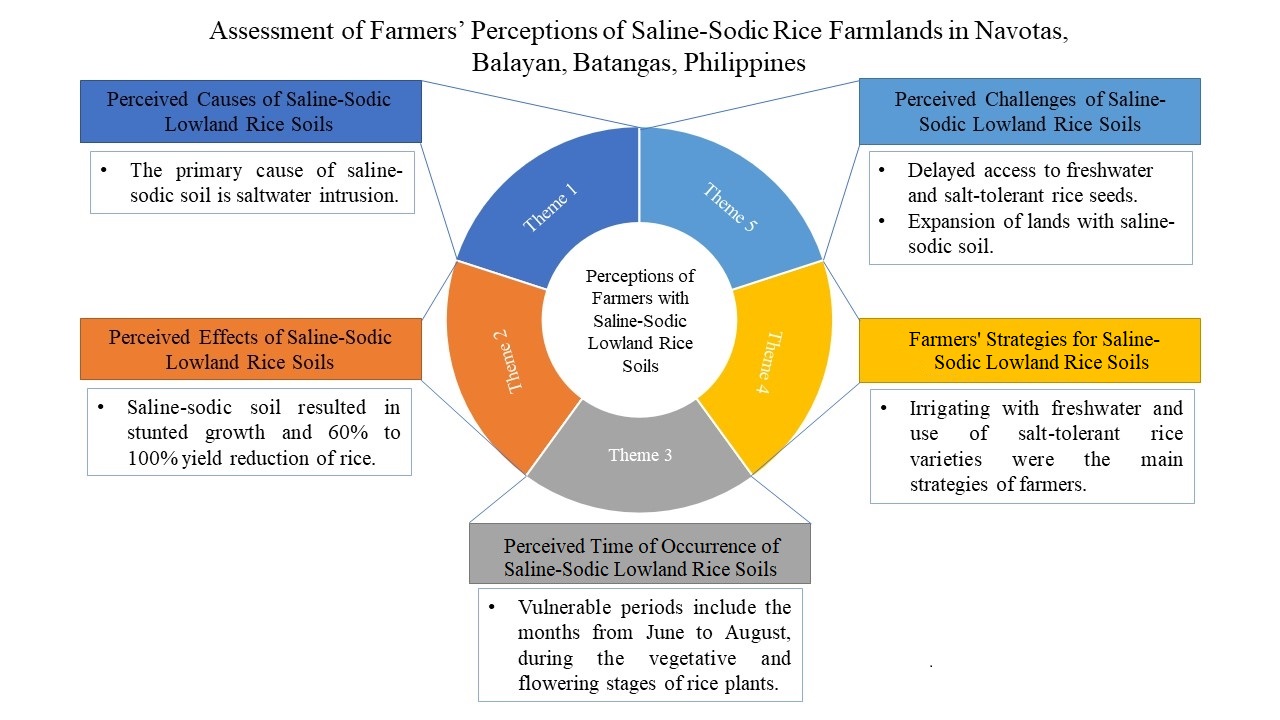 Assessment of Farmers’ Perceptions of Saline-Sodic Rice Farmlands in Navotas,
Balayan, Batangas, Philippines
Perceived Causes of Saline-Sodic
Lowland Rice Soils
• The primary cause of saline-
sodic soil is saltwater intrusion.
Perceived Challenges of Saline-
Sodic Lowland Rice Soils
• Delayed access to freshwater
and salt-tolerant rice seeds.
• Expansion of lands with saline-
sodic soil.
Theme 1
Theme 5
Perceptions of
Farmers with
Saline-Sodic
Lowland Rice
Soils
Theme 2
Theme 4
Theme 3
Perceived Effects of Saline-Sodic
Lowland Rice Soils
• Saline-sodic soil resulted in
stunted growth and 60% to
100% yield reduction of rice.
Farmers' Strategies for Saline-
Sodic Lowland Rice Soils
• Irrigating with freshwater and
use of salt-tolerant rice
varieties were the main
strategies of farmers.
Perceived Time of Occurrence of
Saline-Sodic Lowland Rice Soils
• Vulnerable periods include the
months from June to August,
during the vegetative and
flowering stages of rice plants.
.